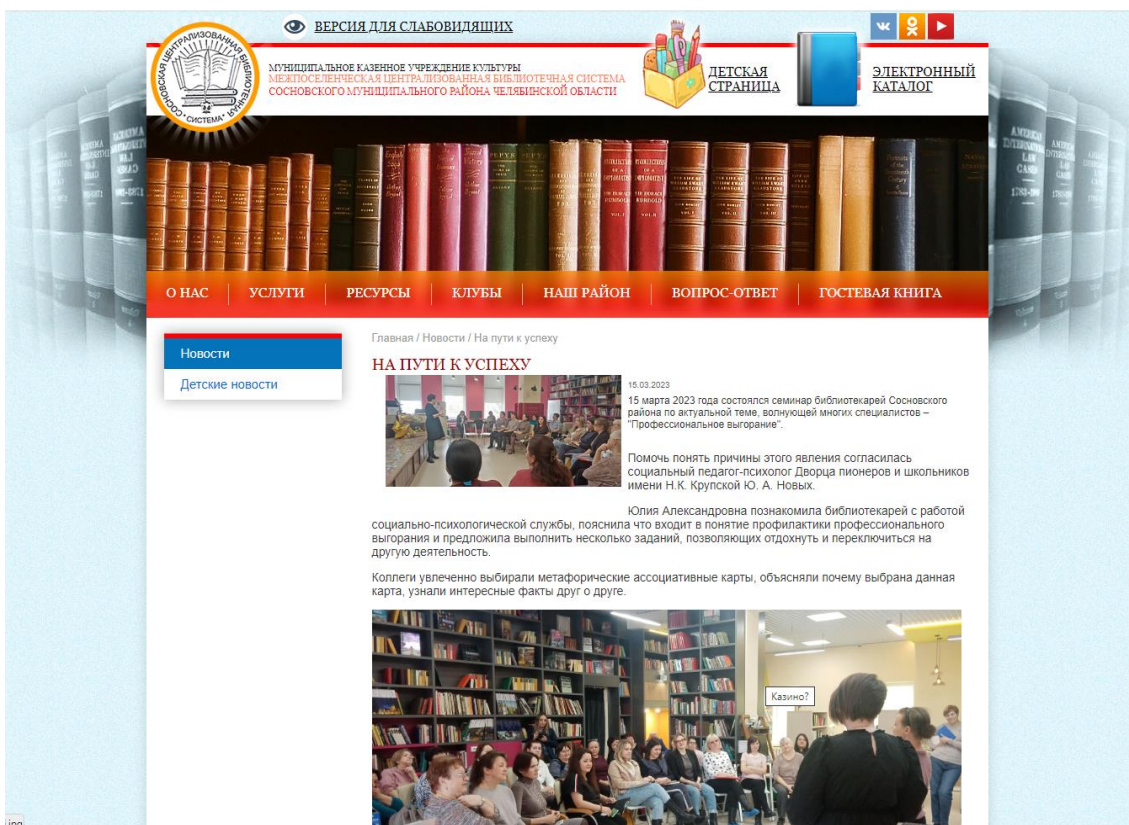 ВЕРСИЯ ДЛЯ СЛАБОВИДЯЩИХ
СОСНОВСКАЯ ЦЕНТРАЛИЗОВАННАЯ БИБЛИОТЕЧНАЯ
СИСТЕМА
МУНИЦИПАЛЬНОЕ КАЗЕННОЕ УЧРЕЖДЕНИЕ КУЛЬТУРЫ
МЕЖПОСЕЛЕНЧЕСКАЯ ЦЕНТРАЛИЗОВАННАЯ БИБЛИОТЕЧНАЯ СИСТЕМА
СОСНОВСКОГО МУНИЦИПАЛЬНОГО РАЙОНА ЧЕЛЯБИНСКОЙ ОБЛАСТИ
ДЕТСКАЯ
СТРАНИЦА
ЭЛЕКТРОННЫЙ
КАТАЛОГ
О НАС
УСЛУГИ
РЕСУРСЫ
КЛУБЫ
НАШ РАЙОН
ВОПРОС-ОТВЕТ
ГОСТЕВАЯ КНИГА
Новости
Детские новости
Главная / Новости / На пути к успеху
НА ПУТИ К УСПЕХУ
15.03.2023
15 марта 2023 года состоялся семинар библиотекарей Сосновского
района по актуальной теме, волнующей многих специалистов –
"Профессиональное выгорание".
Помочь понять причины этого явления согласилась
социальный педагог-психолог Дворца пионеров и школьников
имени Н.К. Крупской Ю. А. Новых.
Юлия Александровна познакомила библиотекарей с работой
социально-психологической службы, пояснила что входит в понятие профилактики профессионального
выгорания и предложила выполнить несколько заданий, позволяющих отдохнуть и переключиться на
другую деятельность.
Коллеги увлеченно выбирали метафорические ассоциативные карты, объясняли почему выбрана данная
карта, узнали интересные факты друг о друге.
Казино?